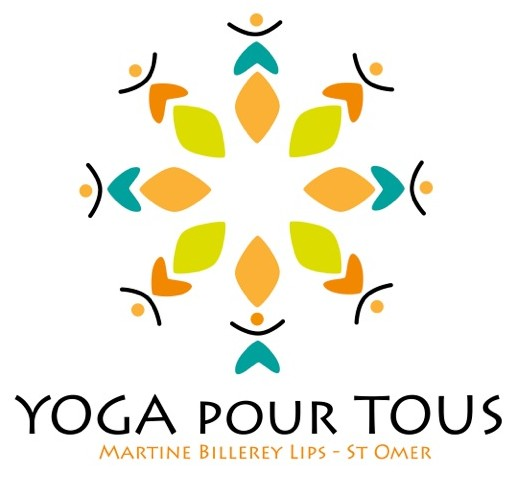 YOGA POUR TOUS
MARTINE BILLEREY LIPS - ST OMER